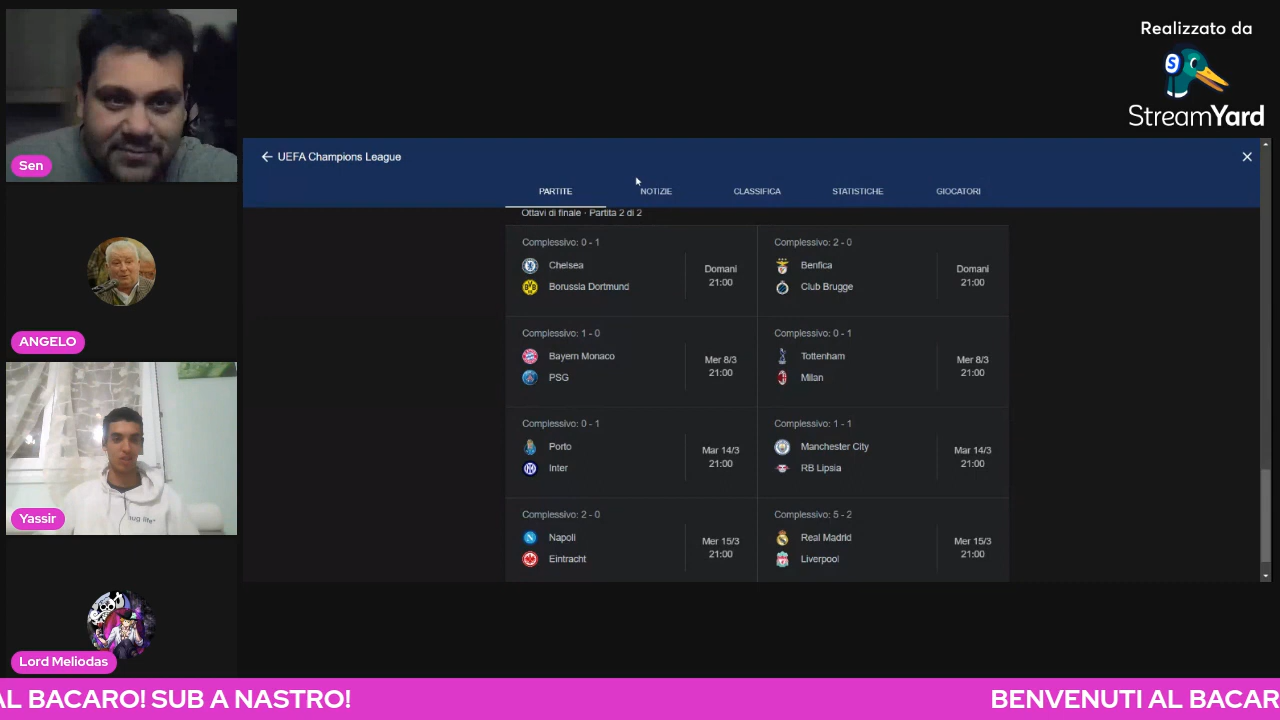 Realizzato da
StreamYard
Sen
ANGELO
Yassir
thug life"
Lord Meliodas
UEFA Champions League
PARTITE
NOTIZIE
CLASSIFICA
STATISTICHE
GIOCATORI
Ottavi di finale · Partita 2 di 2
Complessivo: 0 - 1
Chelsea
Borussia Dortmund
Domani
21:00
Complessivo: 2 - 0
Benfica
Club Brugge
Domani
21:00
Complessivo: 1 - 0
Bayern Monaco
PSG
Mer 8/3
21:00
Complessivo: 0 - 1
Tottenham
Milan
Mer 8/3
21:00
Complessivo: 0 - 1
Porto
Inter
Mar 14/3
21:00
Complessivo: 1 - 1
Manchester City
RB Lipsia
Mar 14/3
21:00
Complessivo: 2 - 0
Napoli
Eintracht
Mer 15/3
21:00
Complessivo: 5 - 2
Real Madrid
Liverpool
Mer 15/3
21:00
AL BACARO! SUB A NASTRO!
BENVENUTI AL BACAR